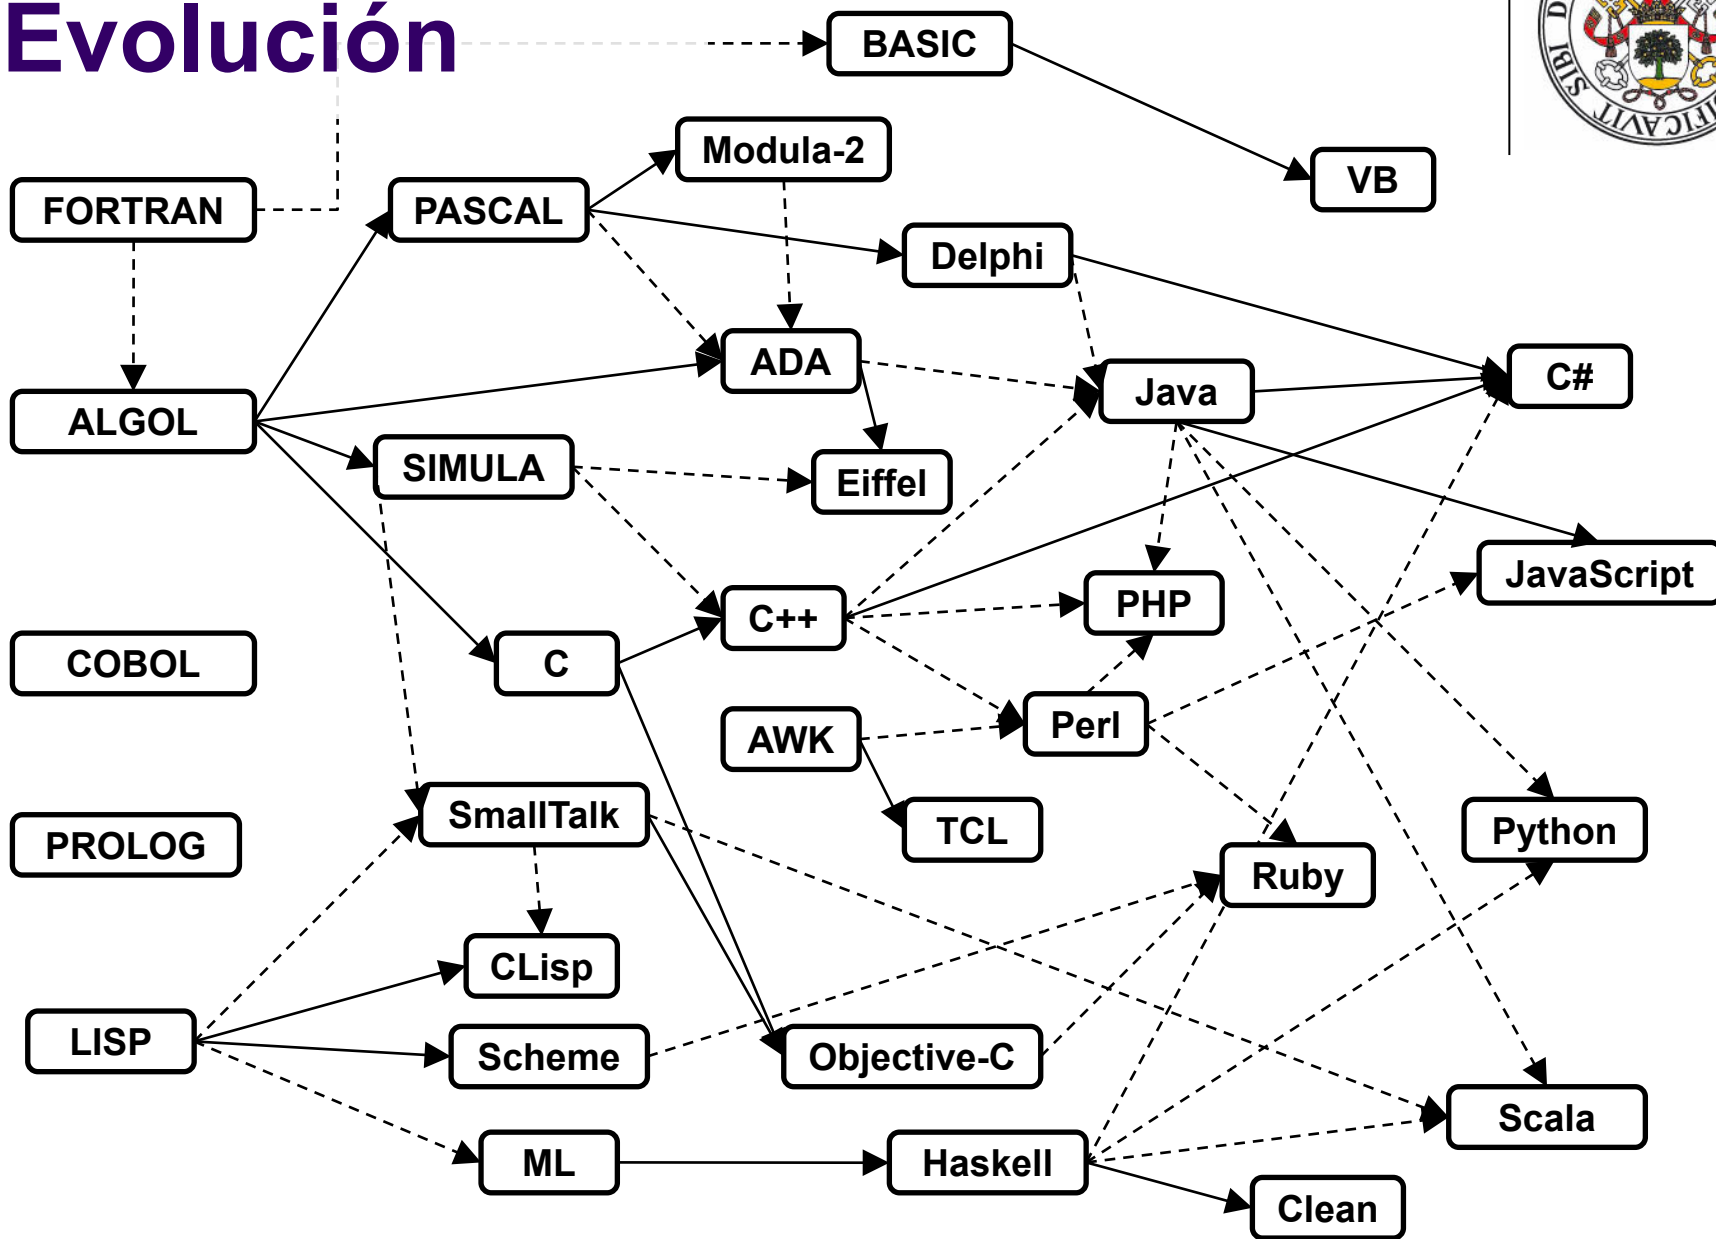 Evolución
BASIC
Modula-2
VB
FORTRAN
PASCAL
Delphi
ADA
Java
C#
ALGOL
SIMULA
Eiffel
JavaScript
PHP
C++
COBOL
C
Perl
AWK
SmallTalk
TCL
Python
PROLOG
Ruby
CLisp
LISP
Scheme
Objective-C
Scala
ML
Haskell
Clean
SIBI